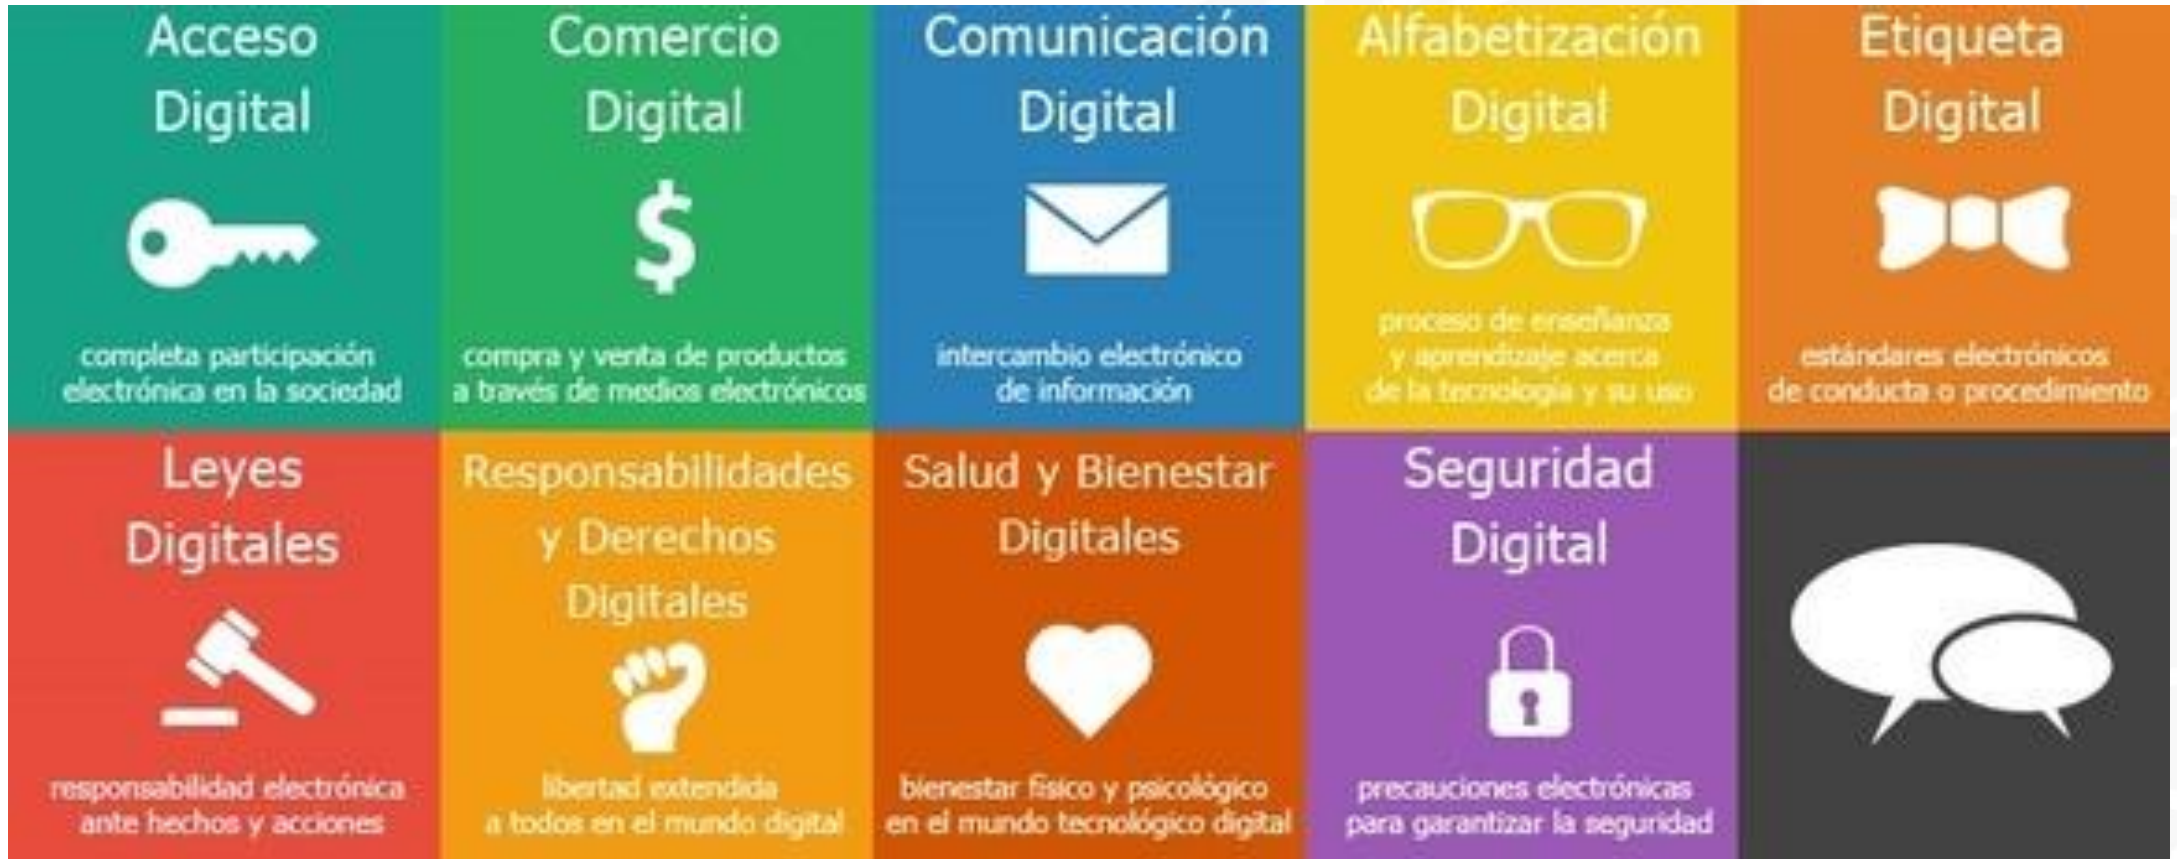 Acceso
Digital
completa participación
electrónica en la sociedad
Comercio
Digital
$
compra y venta de productos
a través de medios electrónicos
Comunicación
Digital
intercambio electrónico
de información
Alfabetización
Digital
proceso de enseñanza
y aprendizaje acerca
de la tecnología y su uso
Etiqueta
Digital
estándares electrónicos
de conducta o procedimiento
Leyes
Digitales
responsabilidad electrónica
ante hechos y acciones
Responsabilidades
y Derechos
Digitales
libertad extendida
a todos en el mundo digital
Salud y Bienestar
Digitales
bienestar físico y psicológico
en el mundo tecnológico digital
Seguridad
Digital
precauciones electrónicas
para garantizar la seguridad